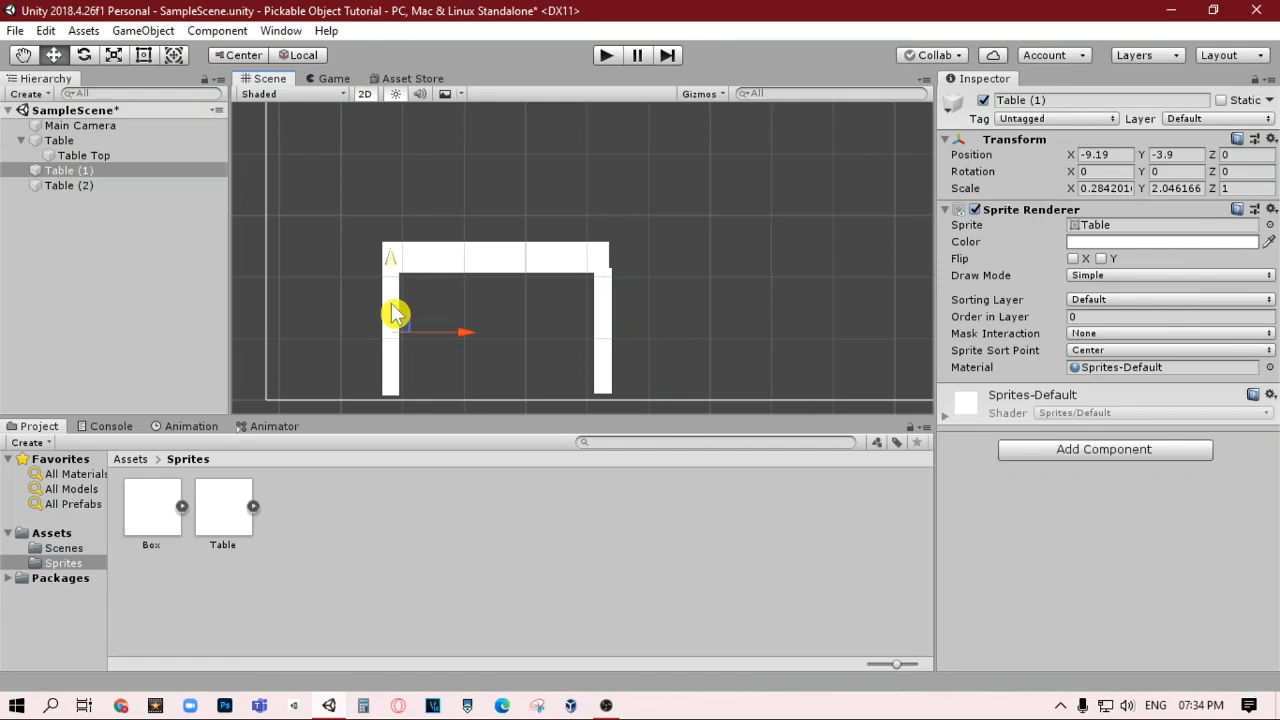 Unity 2018.4.26f1 Personal - SampleScene.unity - Pickable Object Tutorial - PC, Mac & Linux Standalone* <DX11>
File Edit Assets GameObject Component Window Help
Center Local Collab Account Layers Layout
Hierarchy Scene Game Asset Store Inspector
Create All Shaded 2D Gizmos All Table (1) Static
SampleScene* Tag Untagged Layer Default
Main Camera
Table Transform
Table Top Position X -9.19 Y -3.9 Z 0
Table (1) Rotation X 0 Y 0 Z 0
Table (2) Scale X 0.284201 Y 2.046166 Z 1
Sprite Renderer
Sprite Table
Color
Flip X Y
Draw Mode Simple
Sorting Layer Default
Order in Layer 0
Mask Interaction None
Sprite Sort Point Center
Material Sprites-Default
Sprites-Default
Shader Sprites/Default
Add Component
Project Console Animation Animator
Create
Favorites Assets Sprites
All Materials
All Models
All Prefabs
Assets
Scenes
Sprites
Packages
Box Table
ENG 07:34 PM